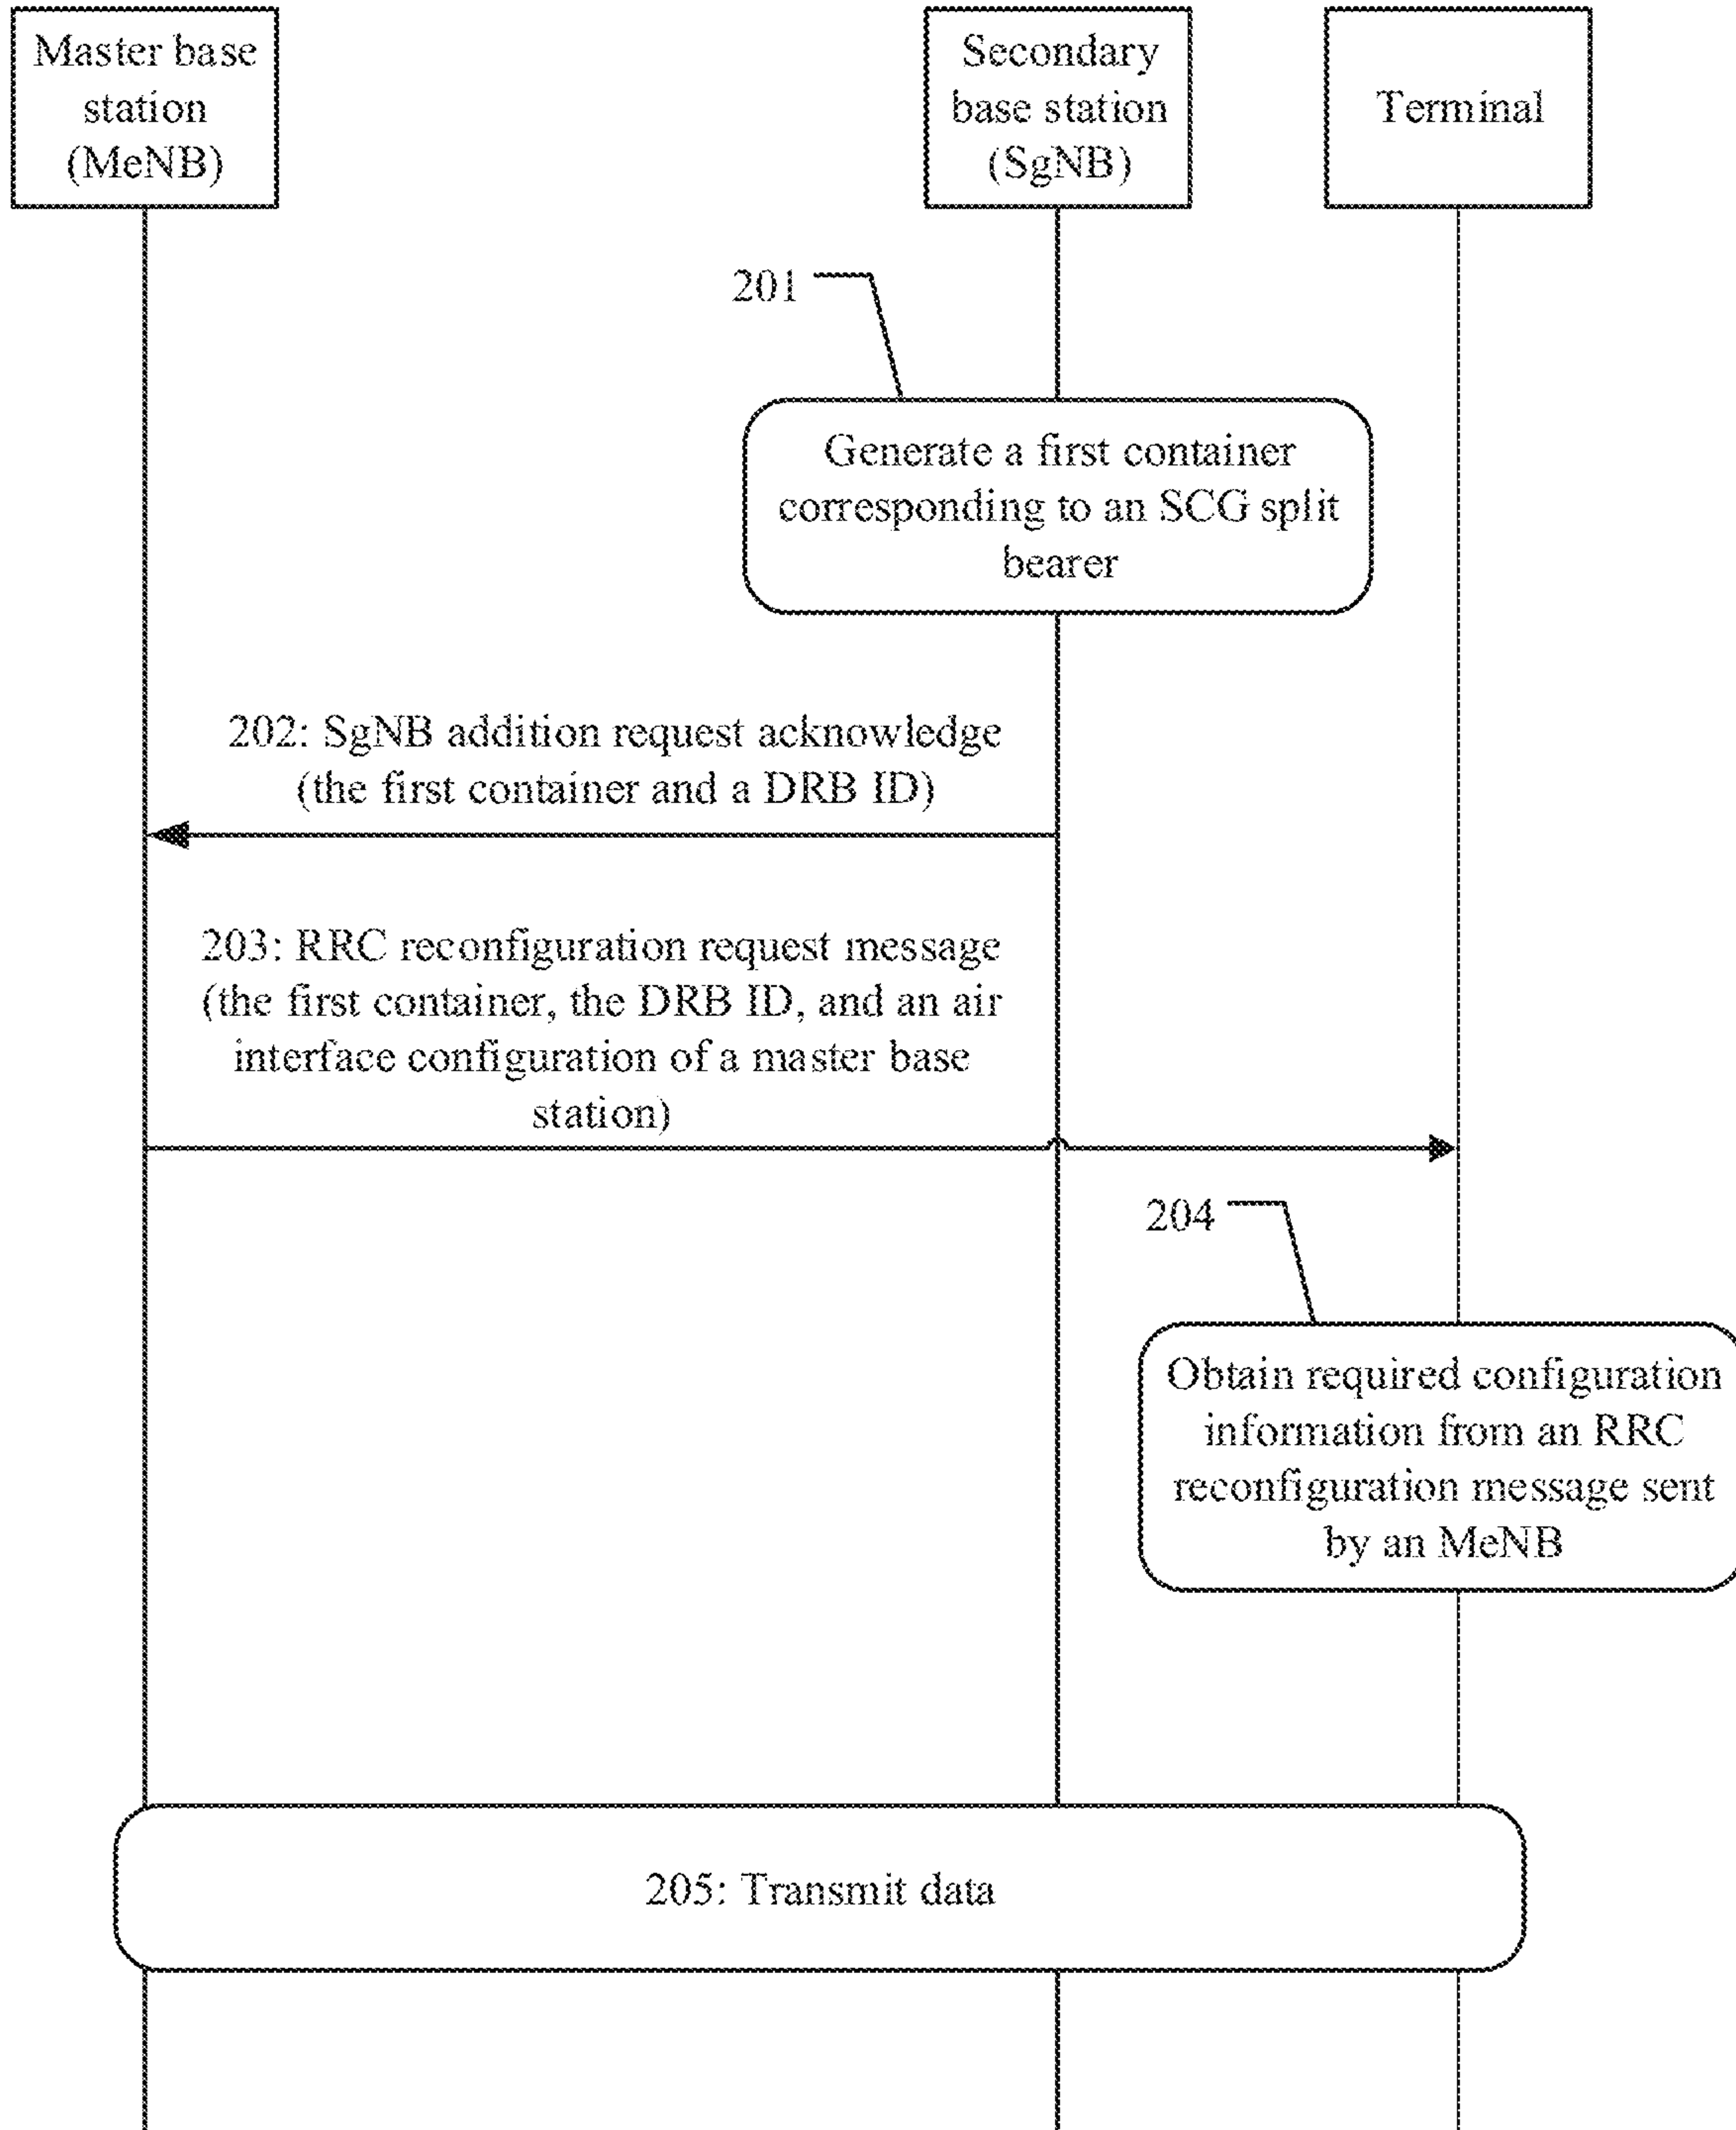 Master base
station
(MeNB)
Secondary
base station
(SgNB)
Terminal
201
Generate a first container
corresponding to an SCG split
bearer
202: SgNB addition request acknowledge
(the first container and a DRB ID)
203: RRC reconfiguration request message
(the first container, the DRB ID, and an air
interface configuration of a master base
station)
204
Obtain required configuration
information from an RRC
reconfiguration message sent
by an MeNB
205: Transmit data